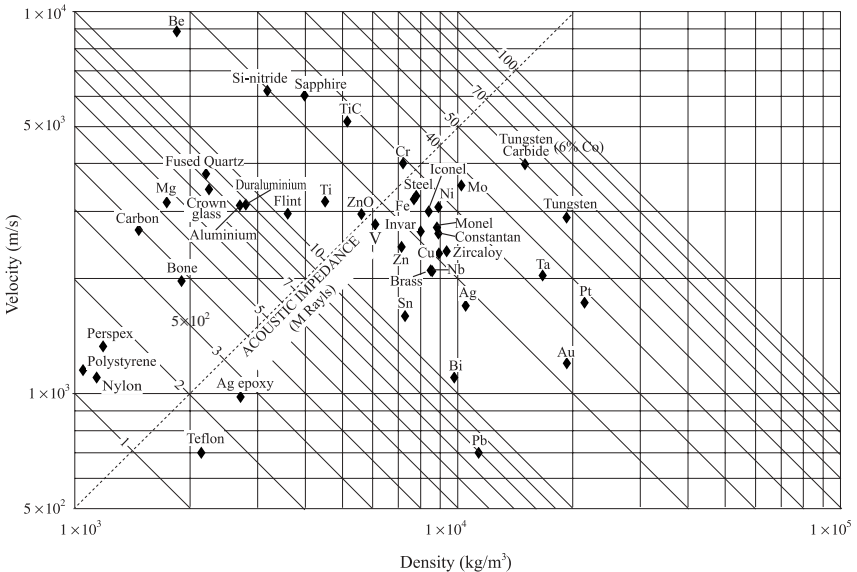 1 × 10⁴
Be
Si-nitride
Sapphire
TiC
100
70
50
40
5 × 10³
Cr
Tungsten
Carbide (6% Co)
Iconel
Fused Quartz
Mg
Duraluminium
Ti
Steel
Mo
Crown
glass
Flint
ZnO
Fe
Ni
Tungsten
Carbon
Aluminium
Invar
Monel
V
Constantan
10
Zn
Cu
Zircaloy
Bone
7
Brass
Nb
Ta
5×10²
5
ACOUSTIC IMPEDANCE
(M Rayls)
Sn
Ag
Pt
Perspex
3
Polystyrene
Nylon
2
Ag epoxy
Bi
Au
1 × 10³
1
Teflon
Pb
5 × 10²
1 × 10³
1 × 10⁴
1 × 10⁵
Velocity (m/s)
Density (kg/m³)